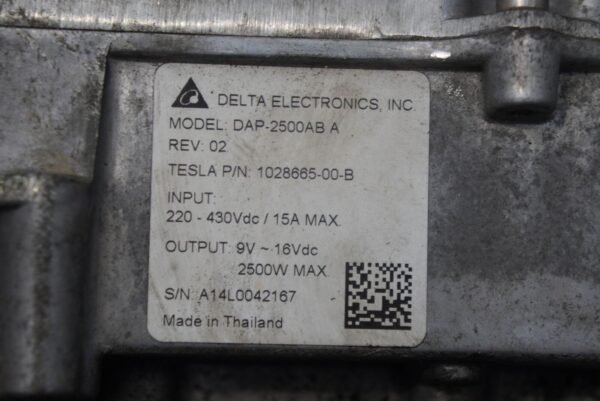 DELTA ELECTRONICS, INC.
MODEL: DAP-2500AB A
REV: 02
TESLA P/N: 1028665-00-B
INPUT:
220 - 430Vdc / 15A MAX.
OUTPUT: 9V ~ 16Vdc
2500W MAX.
S/N: A14L0042167
Made in Thailand